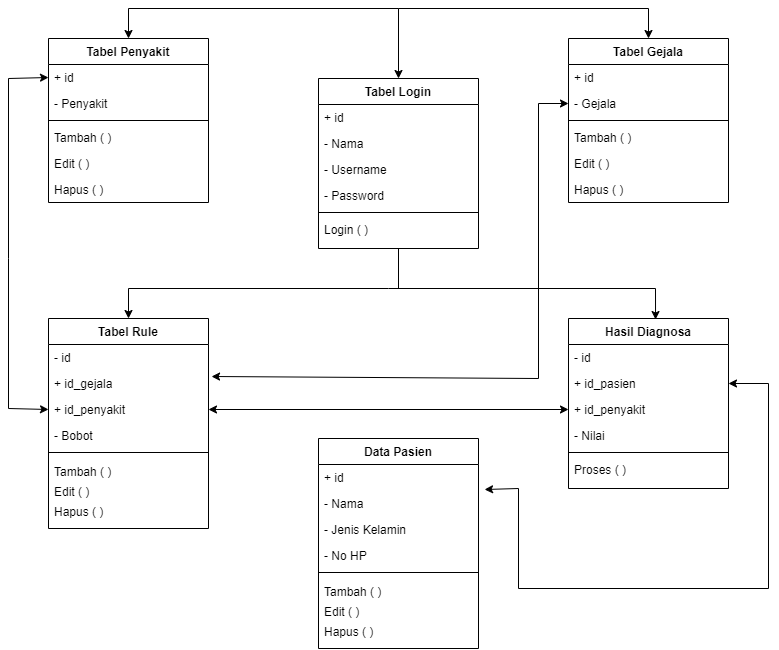 Tabel Penyakit
+ id
- Penyakit
Tambah ( )
Edit ( )
Hapus ( )
Tabel Login
+ id
- Nama
- Username
- Password
Login ( )
Tabel Gejala
+ id
- Gejala
Tambah ( )
Edit ( )
Hapus ( )
Tabel Rule
- id
+ id_gejala
+ id_penyakit
- Bobot
Tambah ( )
Edit ( )
Hapus ( )
Data Pasien
+ id
- Nama
- Jenis Kelamin
- No HP
Tambah ( )
Edit ( )
Hapus ( )
Hasil Diagnosa
- id
+ id_pasien
+ id_penyakit
- Nilai
Proses ( )